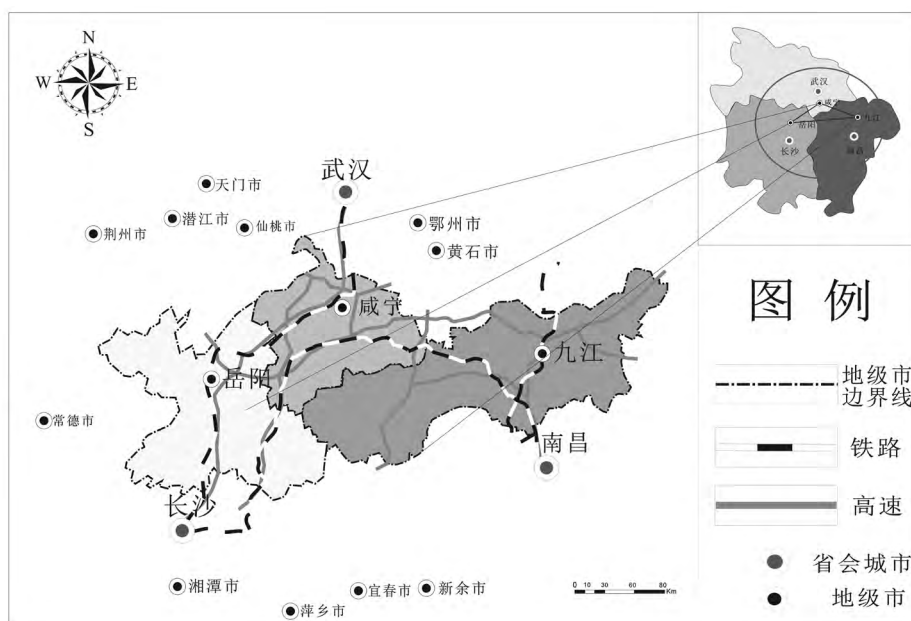 N
W
E
S
武汉
咸宁
岳阳
九江
长沙
南昌
武汉
天门市
潜江市
仙桃市
荆州市
鄂州市
黄石市
咸宁
九江
岳阳
常德市
南昌
长沙
湘潭市
宜春市
新余市
萍乡市
0 10 30 60 80
Km
图 例
地级市
边界线
铁路
高速
省会城市
地级市